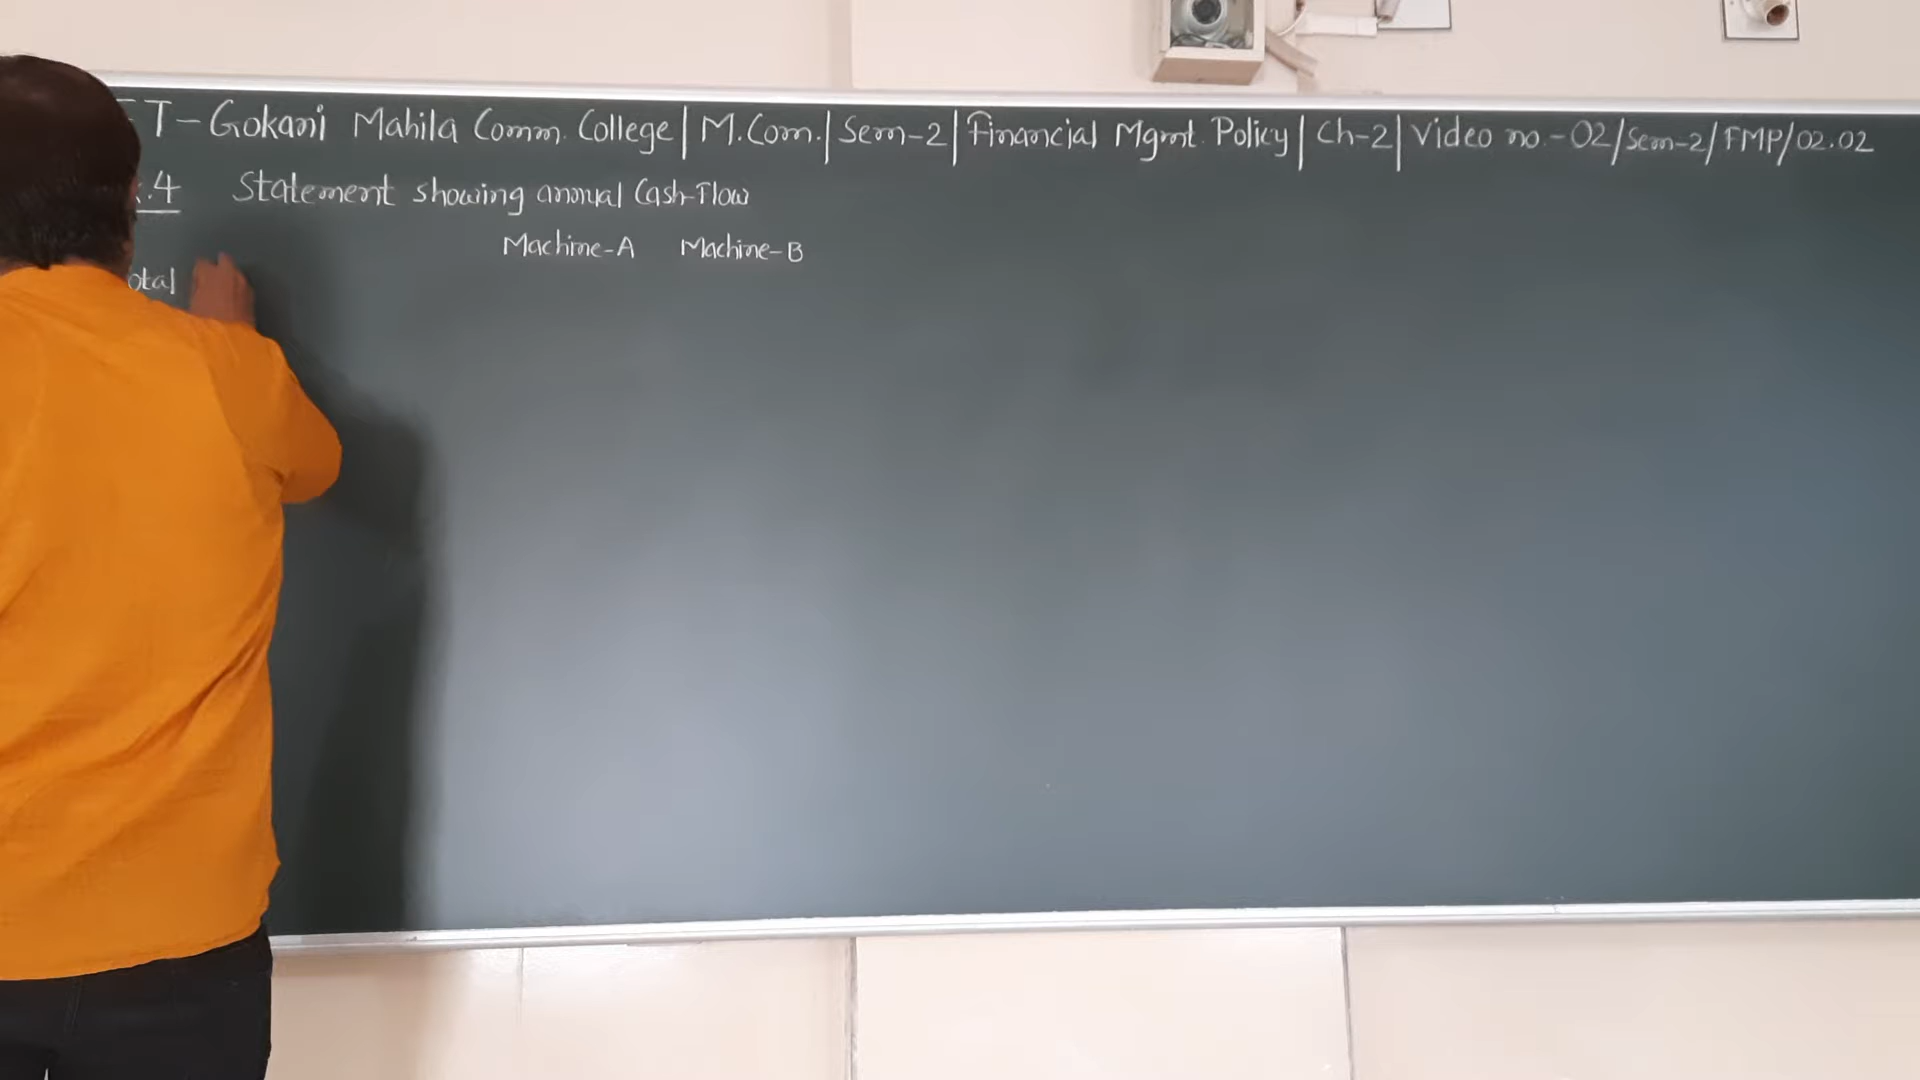 T-Gokani Mahila Comm. College | M.Com. | Sem-2 | Financial Mgmt. Policy | Ch-2 | Video no.-02/Sem-2/FMP/02.02
.4 Statement showing annual Cash-Flow
Machine-A Machine-B
otal